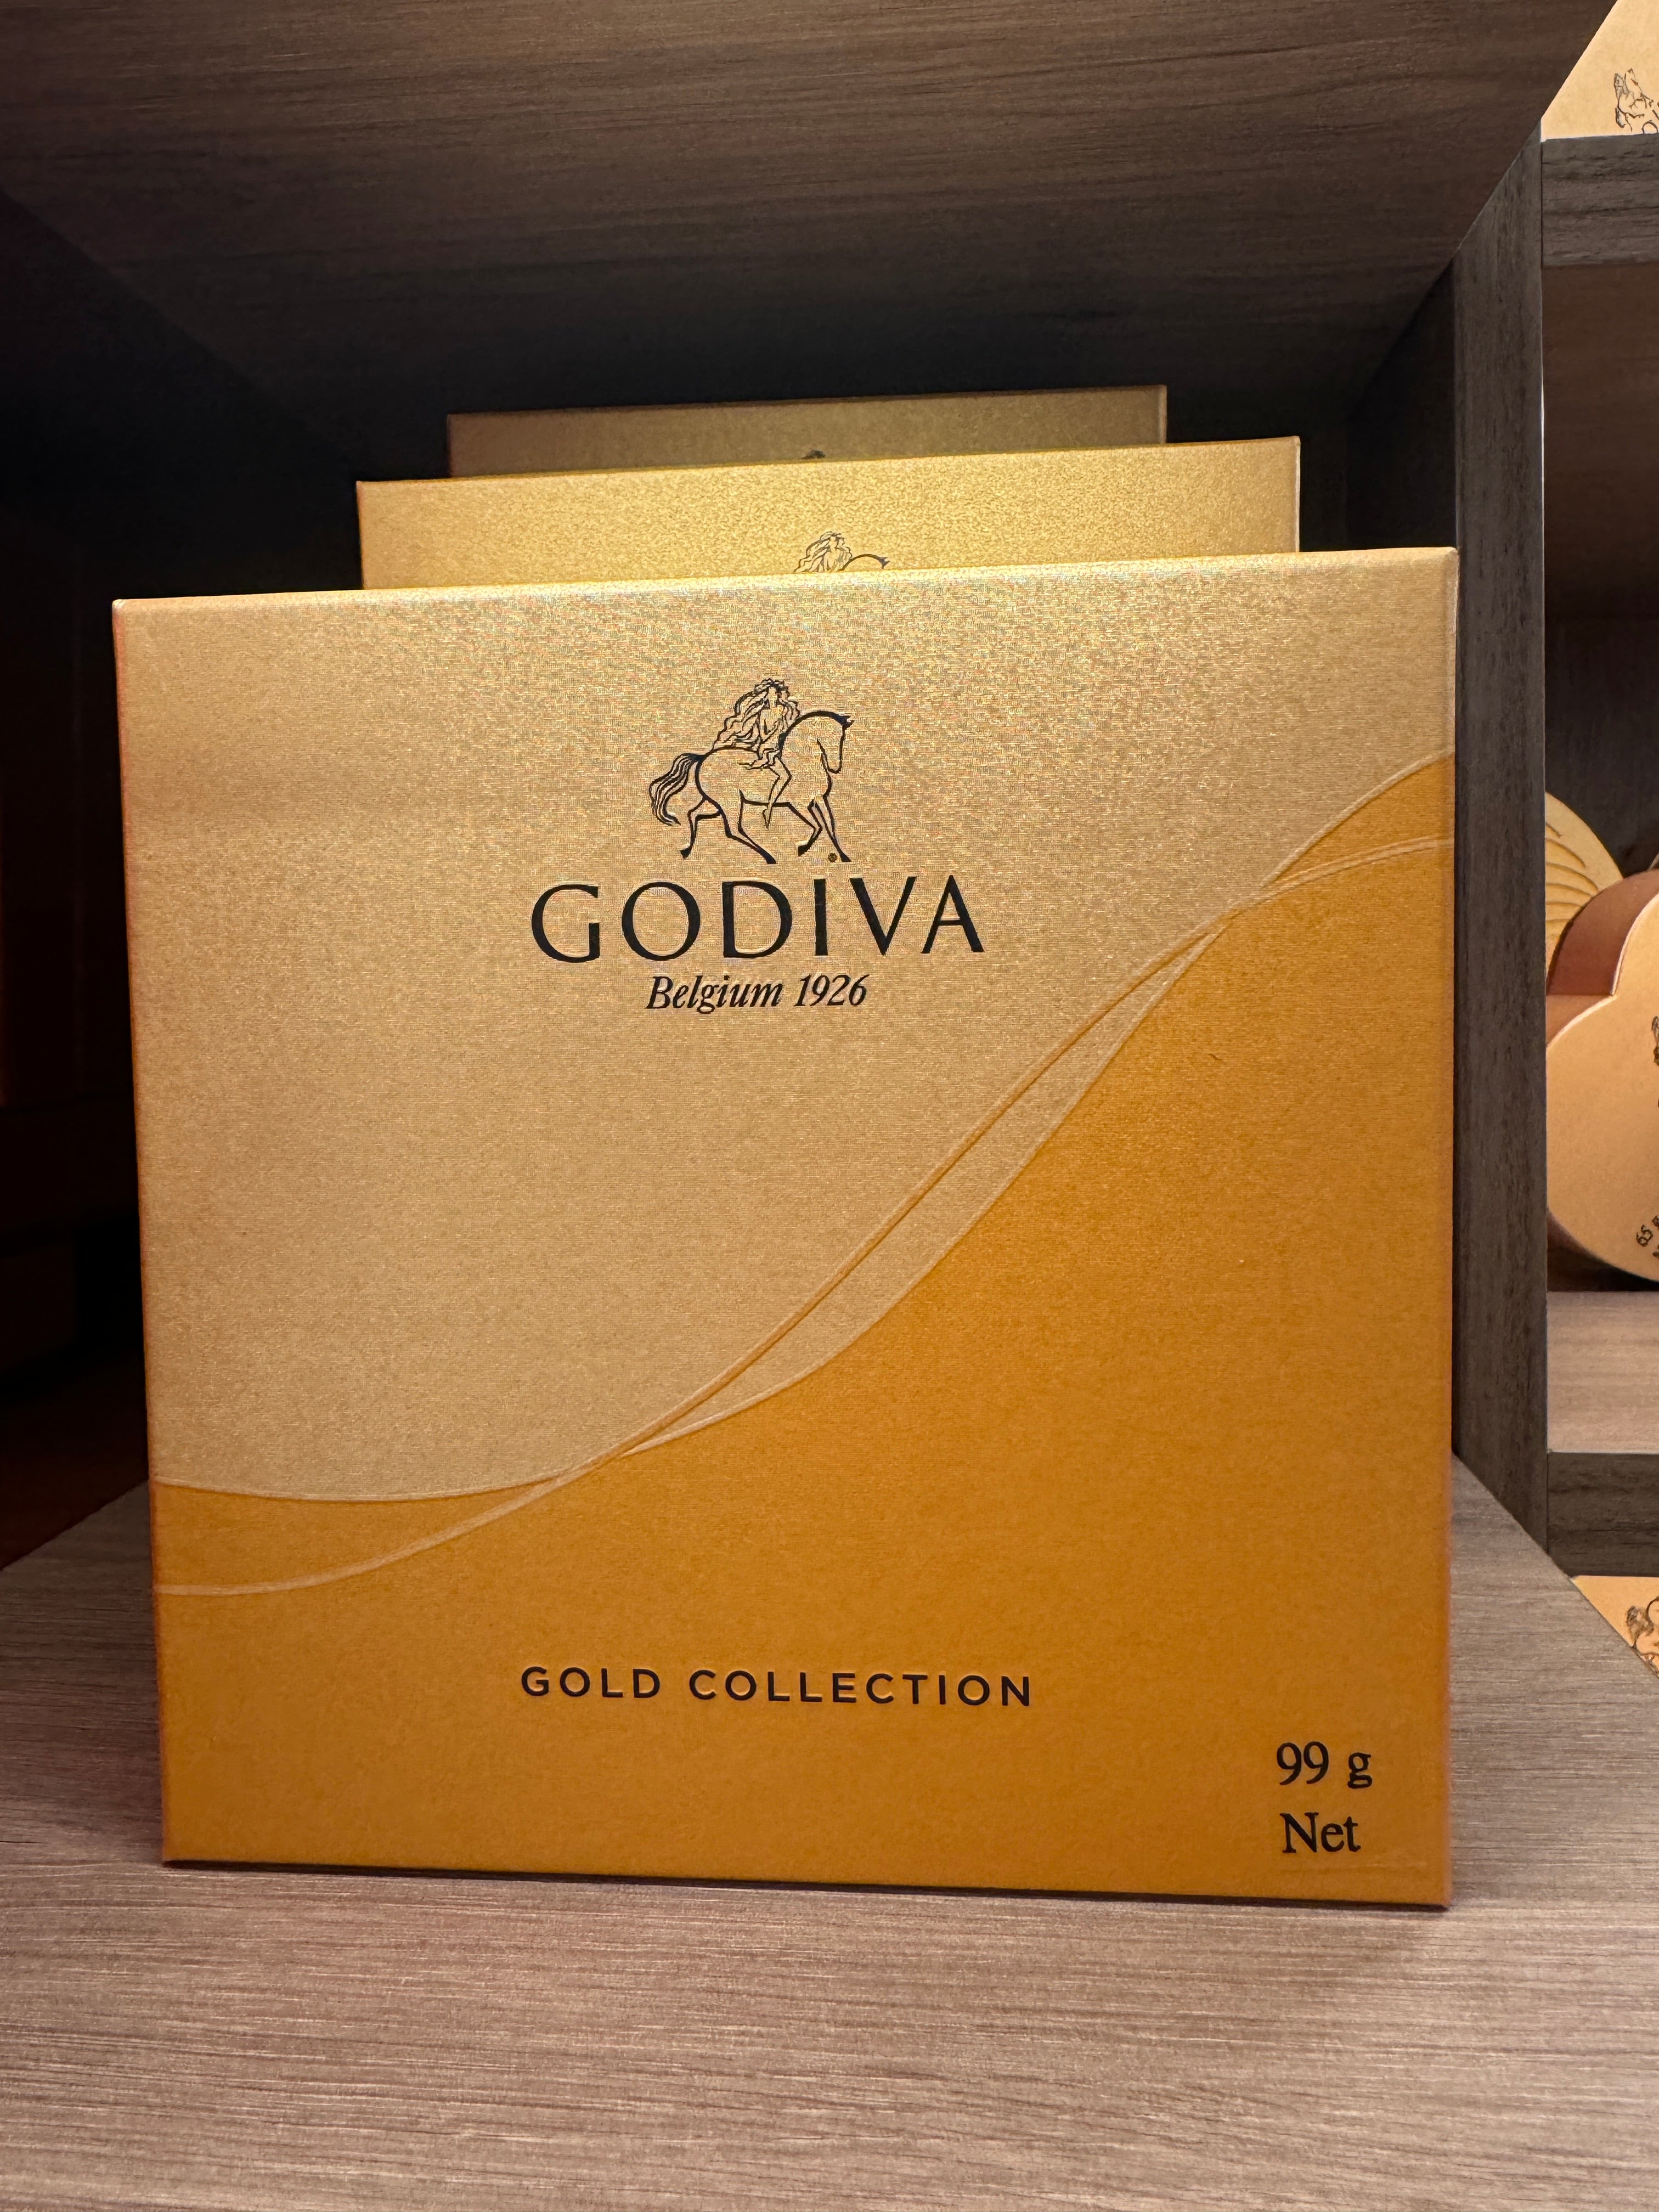 GODIVA
Belgium 1926
GOLD COLLECTION
99 g
Net